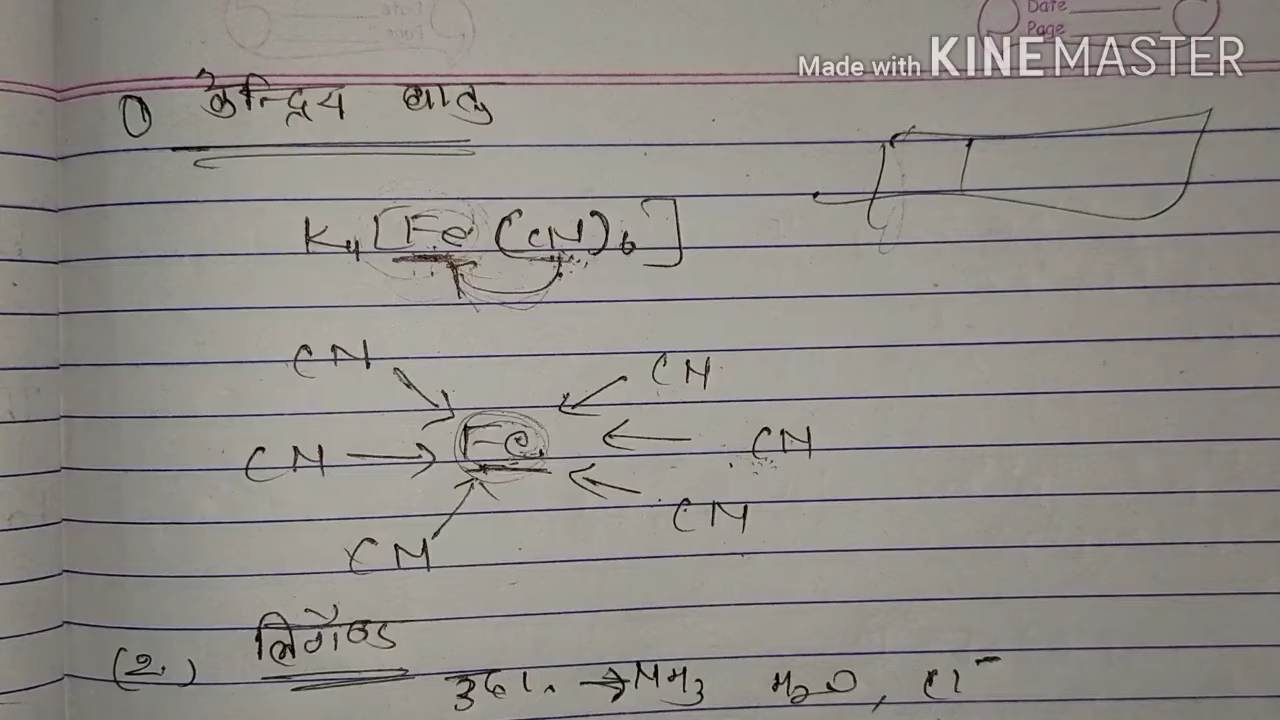 Date
Page
Made with KINEMASTER
① केन्द्रिय धातु
K4[Fe(CN)6]
CN CN
CN → Fe ← CN
CN CN
(2.) लिगैण्ड
उदा. → NH3 H2O, Cl⁻